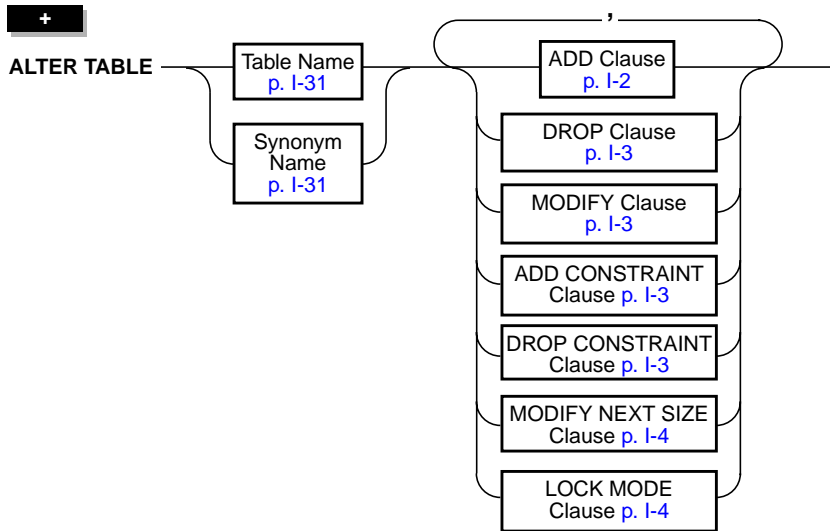 +
,
ALTER TABLE
Table Name
p. I-31
Synonym
Name
p. I-31
ADD Clause
p. I-2
DROP Clause
p. I-3
MODIFY Clause
p. I-3
ADD CONSTRAINT
Clause p. I-3
DROP CONSTRAINT
Clause p. I-3
MODIFY NEXT SIZE
Clause p. I-4
LOCK MODE
Clause p. I-4